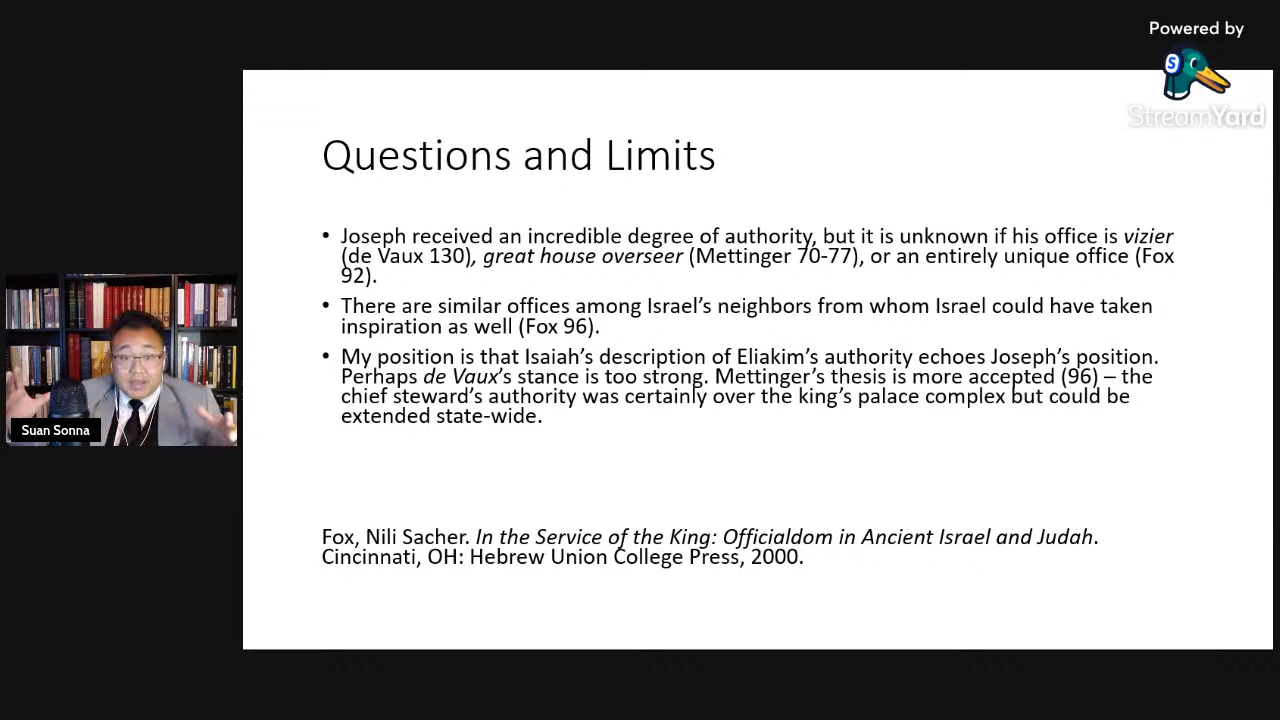 Powered by
StreamYard
Questions and Limits
• Joseph received an incredible degree of authority, but it is unknown if his office is vizier
(de Vaux 130), great house overseer (Mettinger 70-77), or an entirely unique office (Fox
92).
• There are similar offices among Israel’s neighbors from whom Israel could have taken
inspiration as well (Fox 96).
• My position is that Isaiah’s description of Eliakim’s authority echoes Joseph’s position.
Perhaps de Vaux’s stance is too strong. Mettinger’s thesis is more accepted (96) – the
chief steward’s authority was certainly over the king’s palace complex but could be
extended state-wide.
Suan Sonna
Fox, Nili Sacher. In the Service of the King: Officialdom in Ancient Israel and Judah.
Cincinnati, OH: Hebrew Union College Press, 2000.